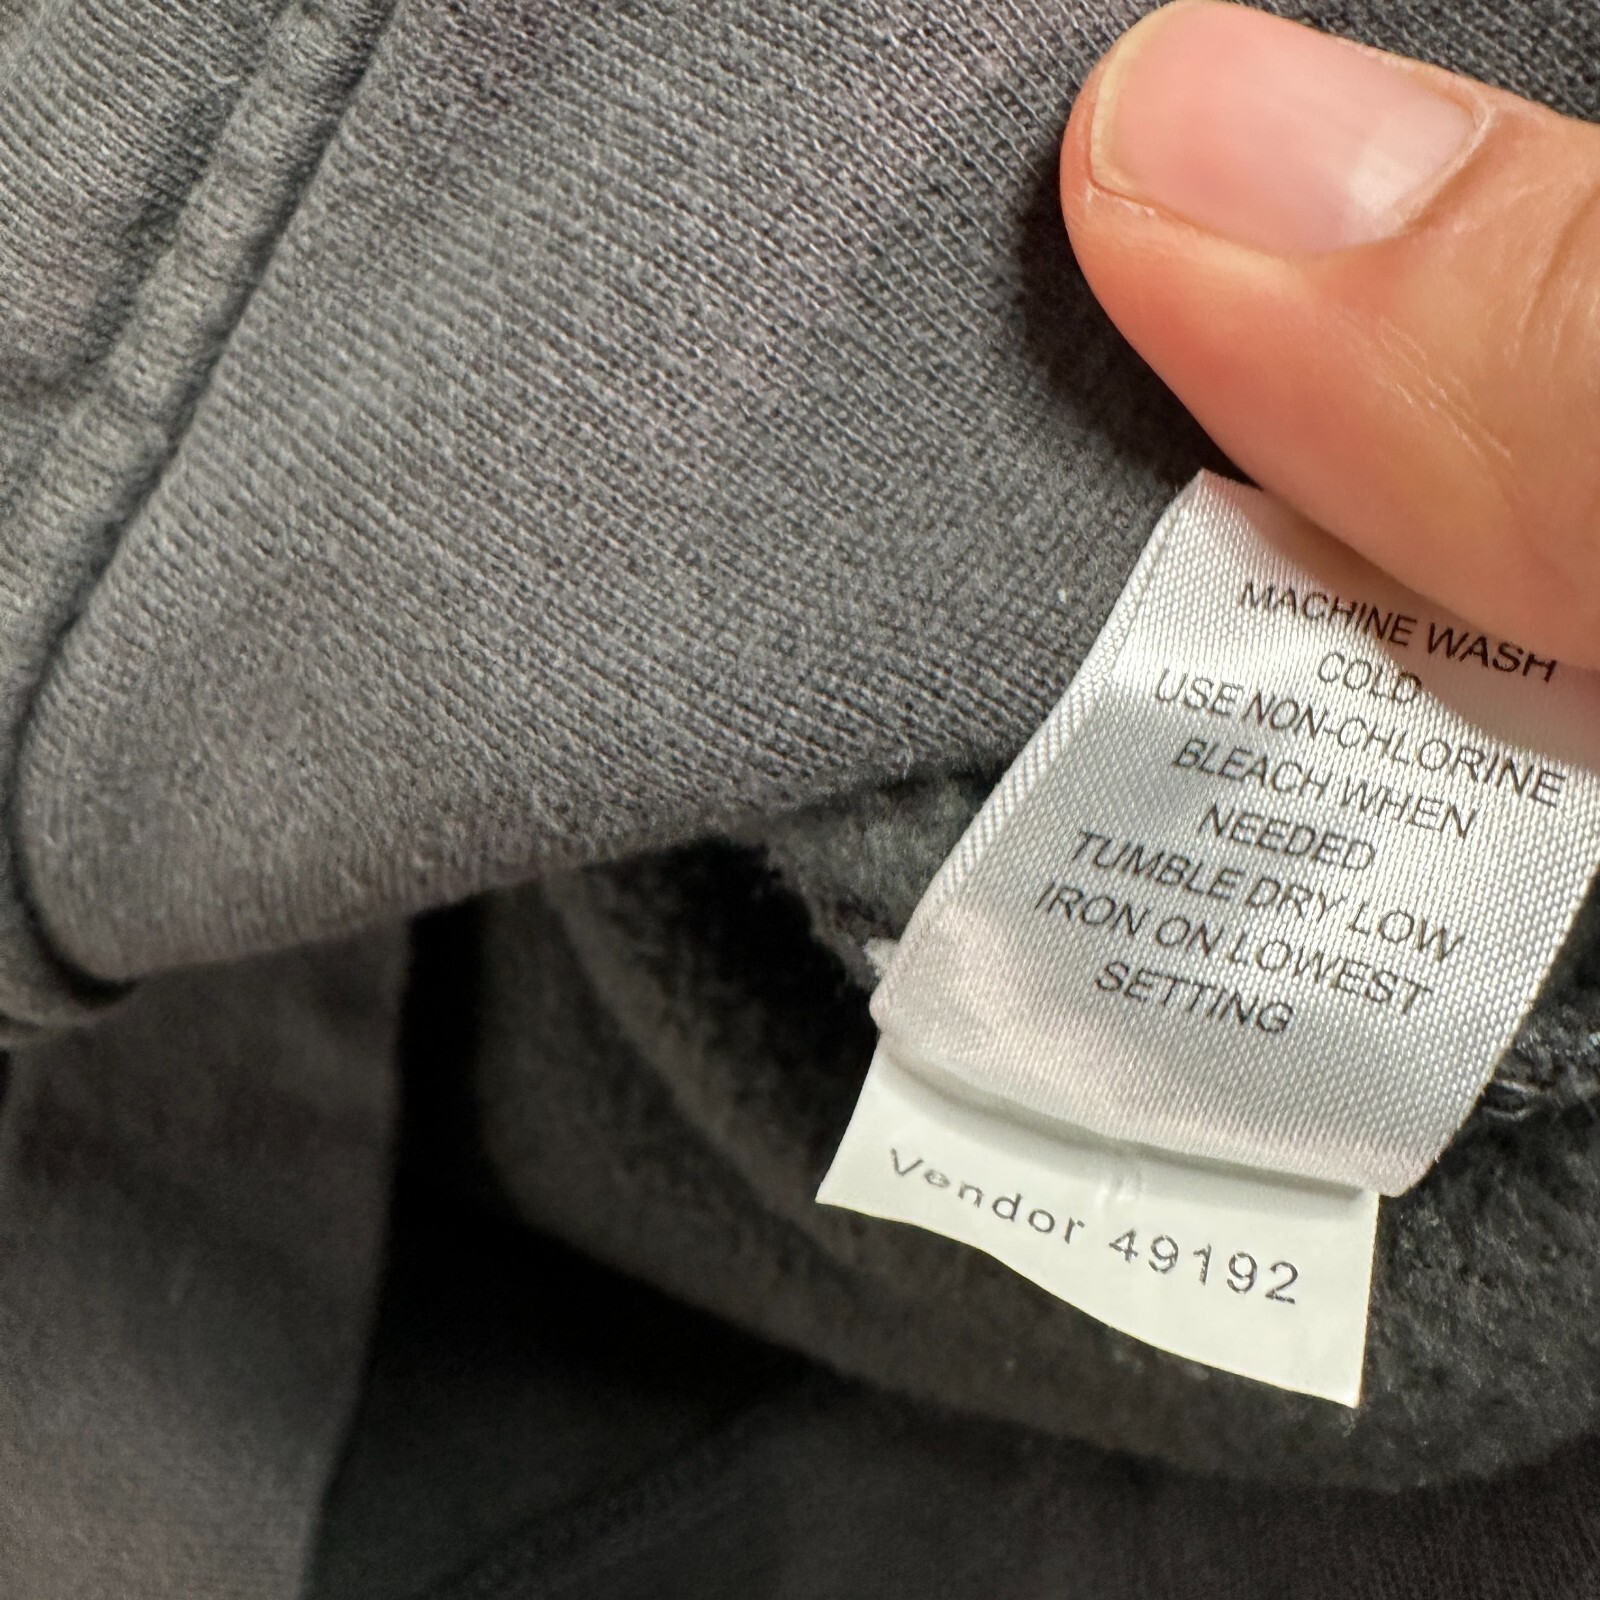 MACHINE WASH
COLD
USE NON-CHLORINE
BLEACH WHEN
NEEDED
TUMBLE DRY LOW
IRON ON LOWEST
SETTING
Vendor 49192